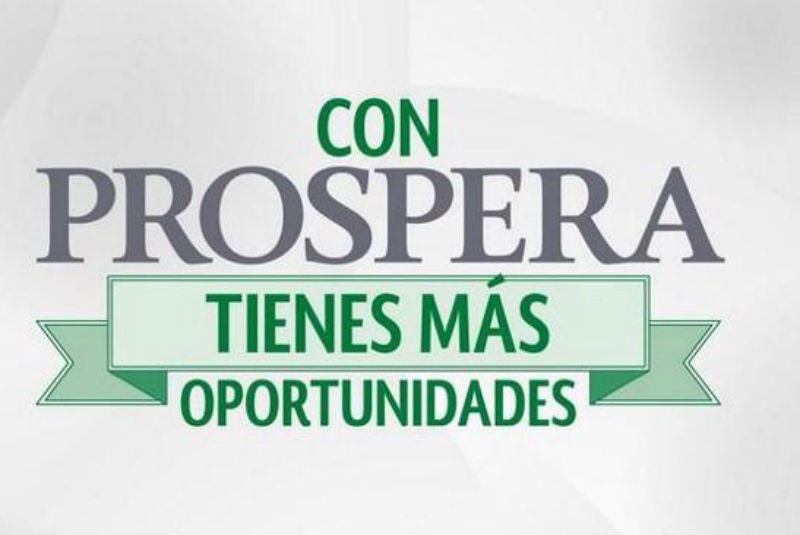 CON
PROSPERA
TIENES MÁS
OPORTUNIDADES